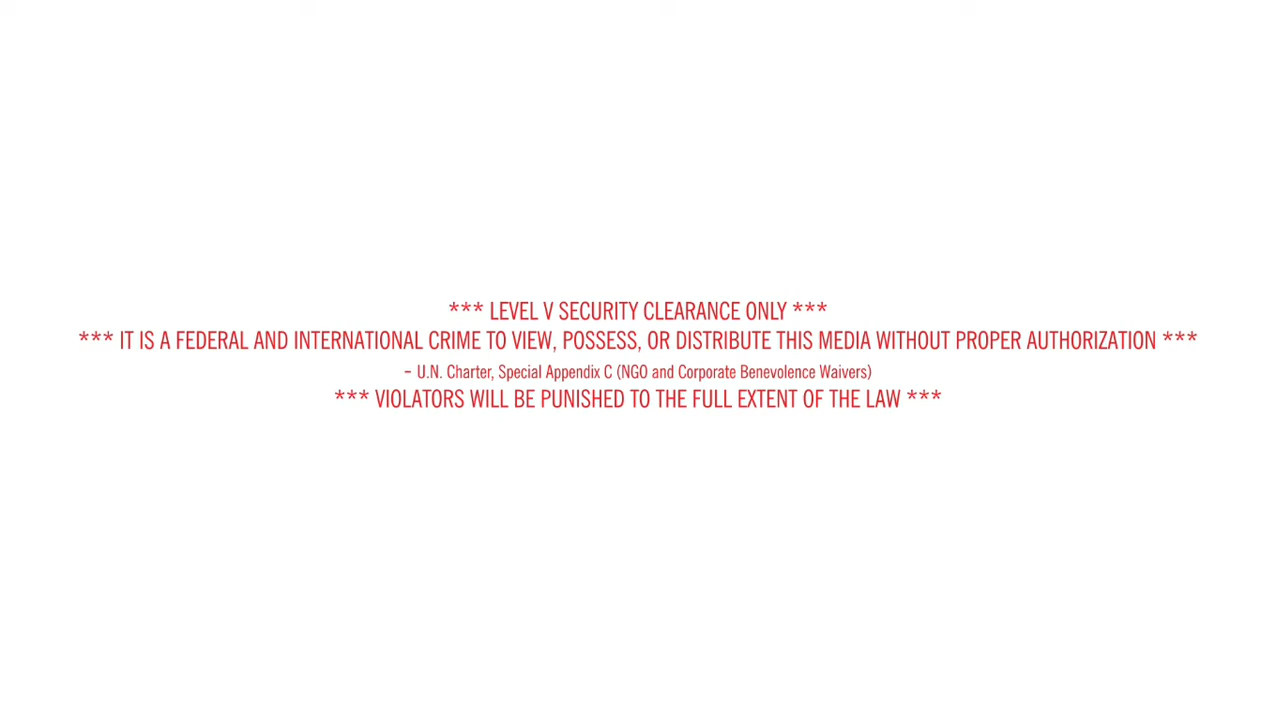 *** LEVEL V SECURITY CLEARANCE ONLY ***
*** IT IS A FEDERAL AND INTERNATIONAL CRIME TO VIEW, POSSESS, OR DISTRIBUTE THIS MEDIA WITHOUT PROPER AUTHORIZATION ***
– U.N. Charter, Special Appendix C (NGO and Corporate Benevolence Waivers)
*** VIOLATORS WILL BE PUNISHED TO THE FULL EXTENT OF THE LAW ***